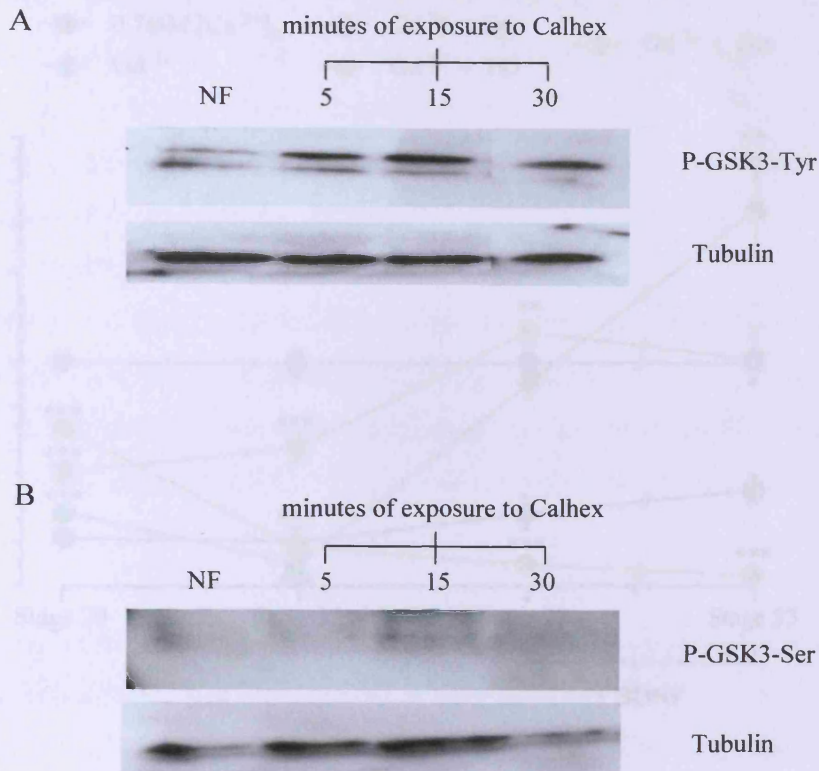 A
minutes of exposure to Calhex
NF 5 15 30
P-GSK3-Tyr
Tubulin
B
minutes of exposure to Calhex
NF 5 15 30
P-GSK3-Ser
Tubulin